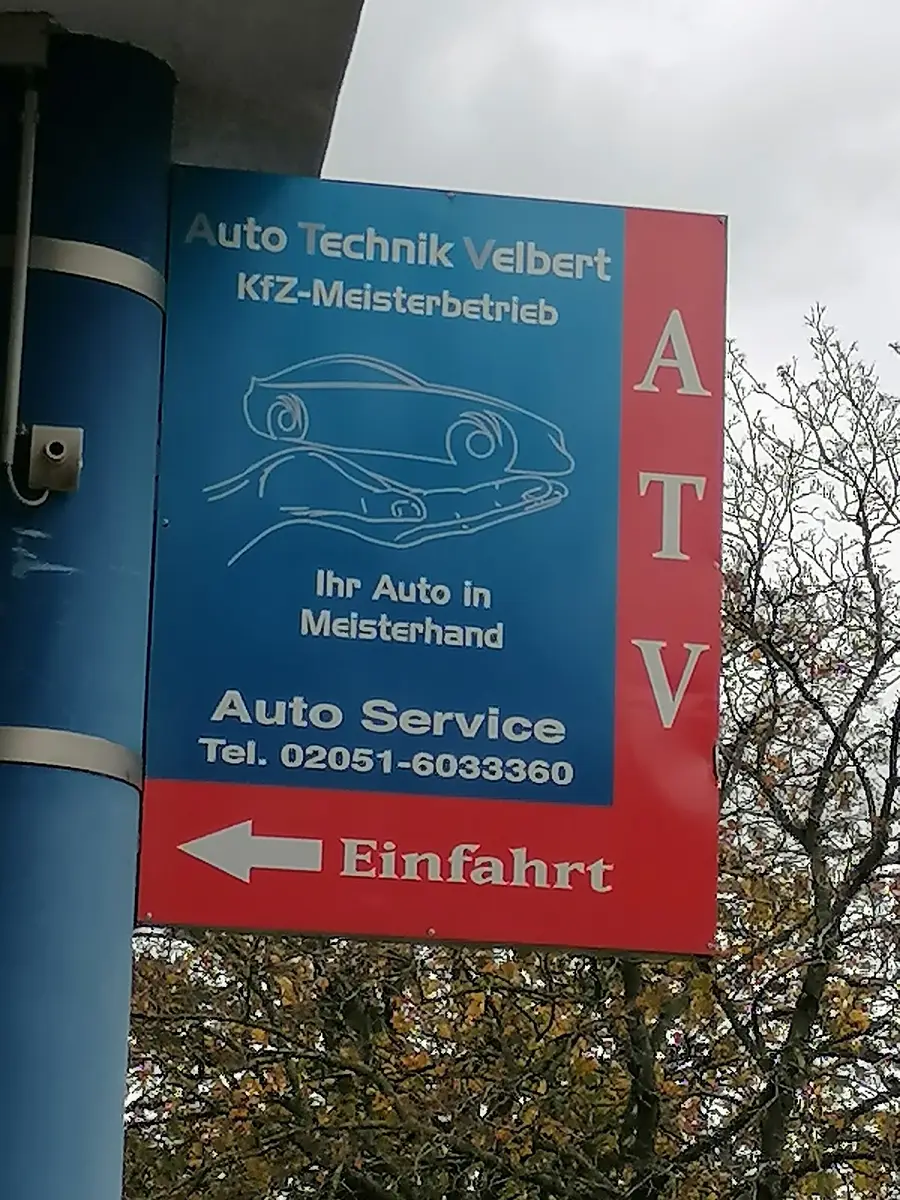 Auto Technik Velbert
KfZ-Meisterbetrieb
Ihr Auto in
Meisterhand
Auto Service
Tel. 02051-6033360
Einfahrt
A
T
V